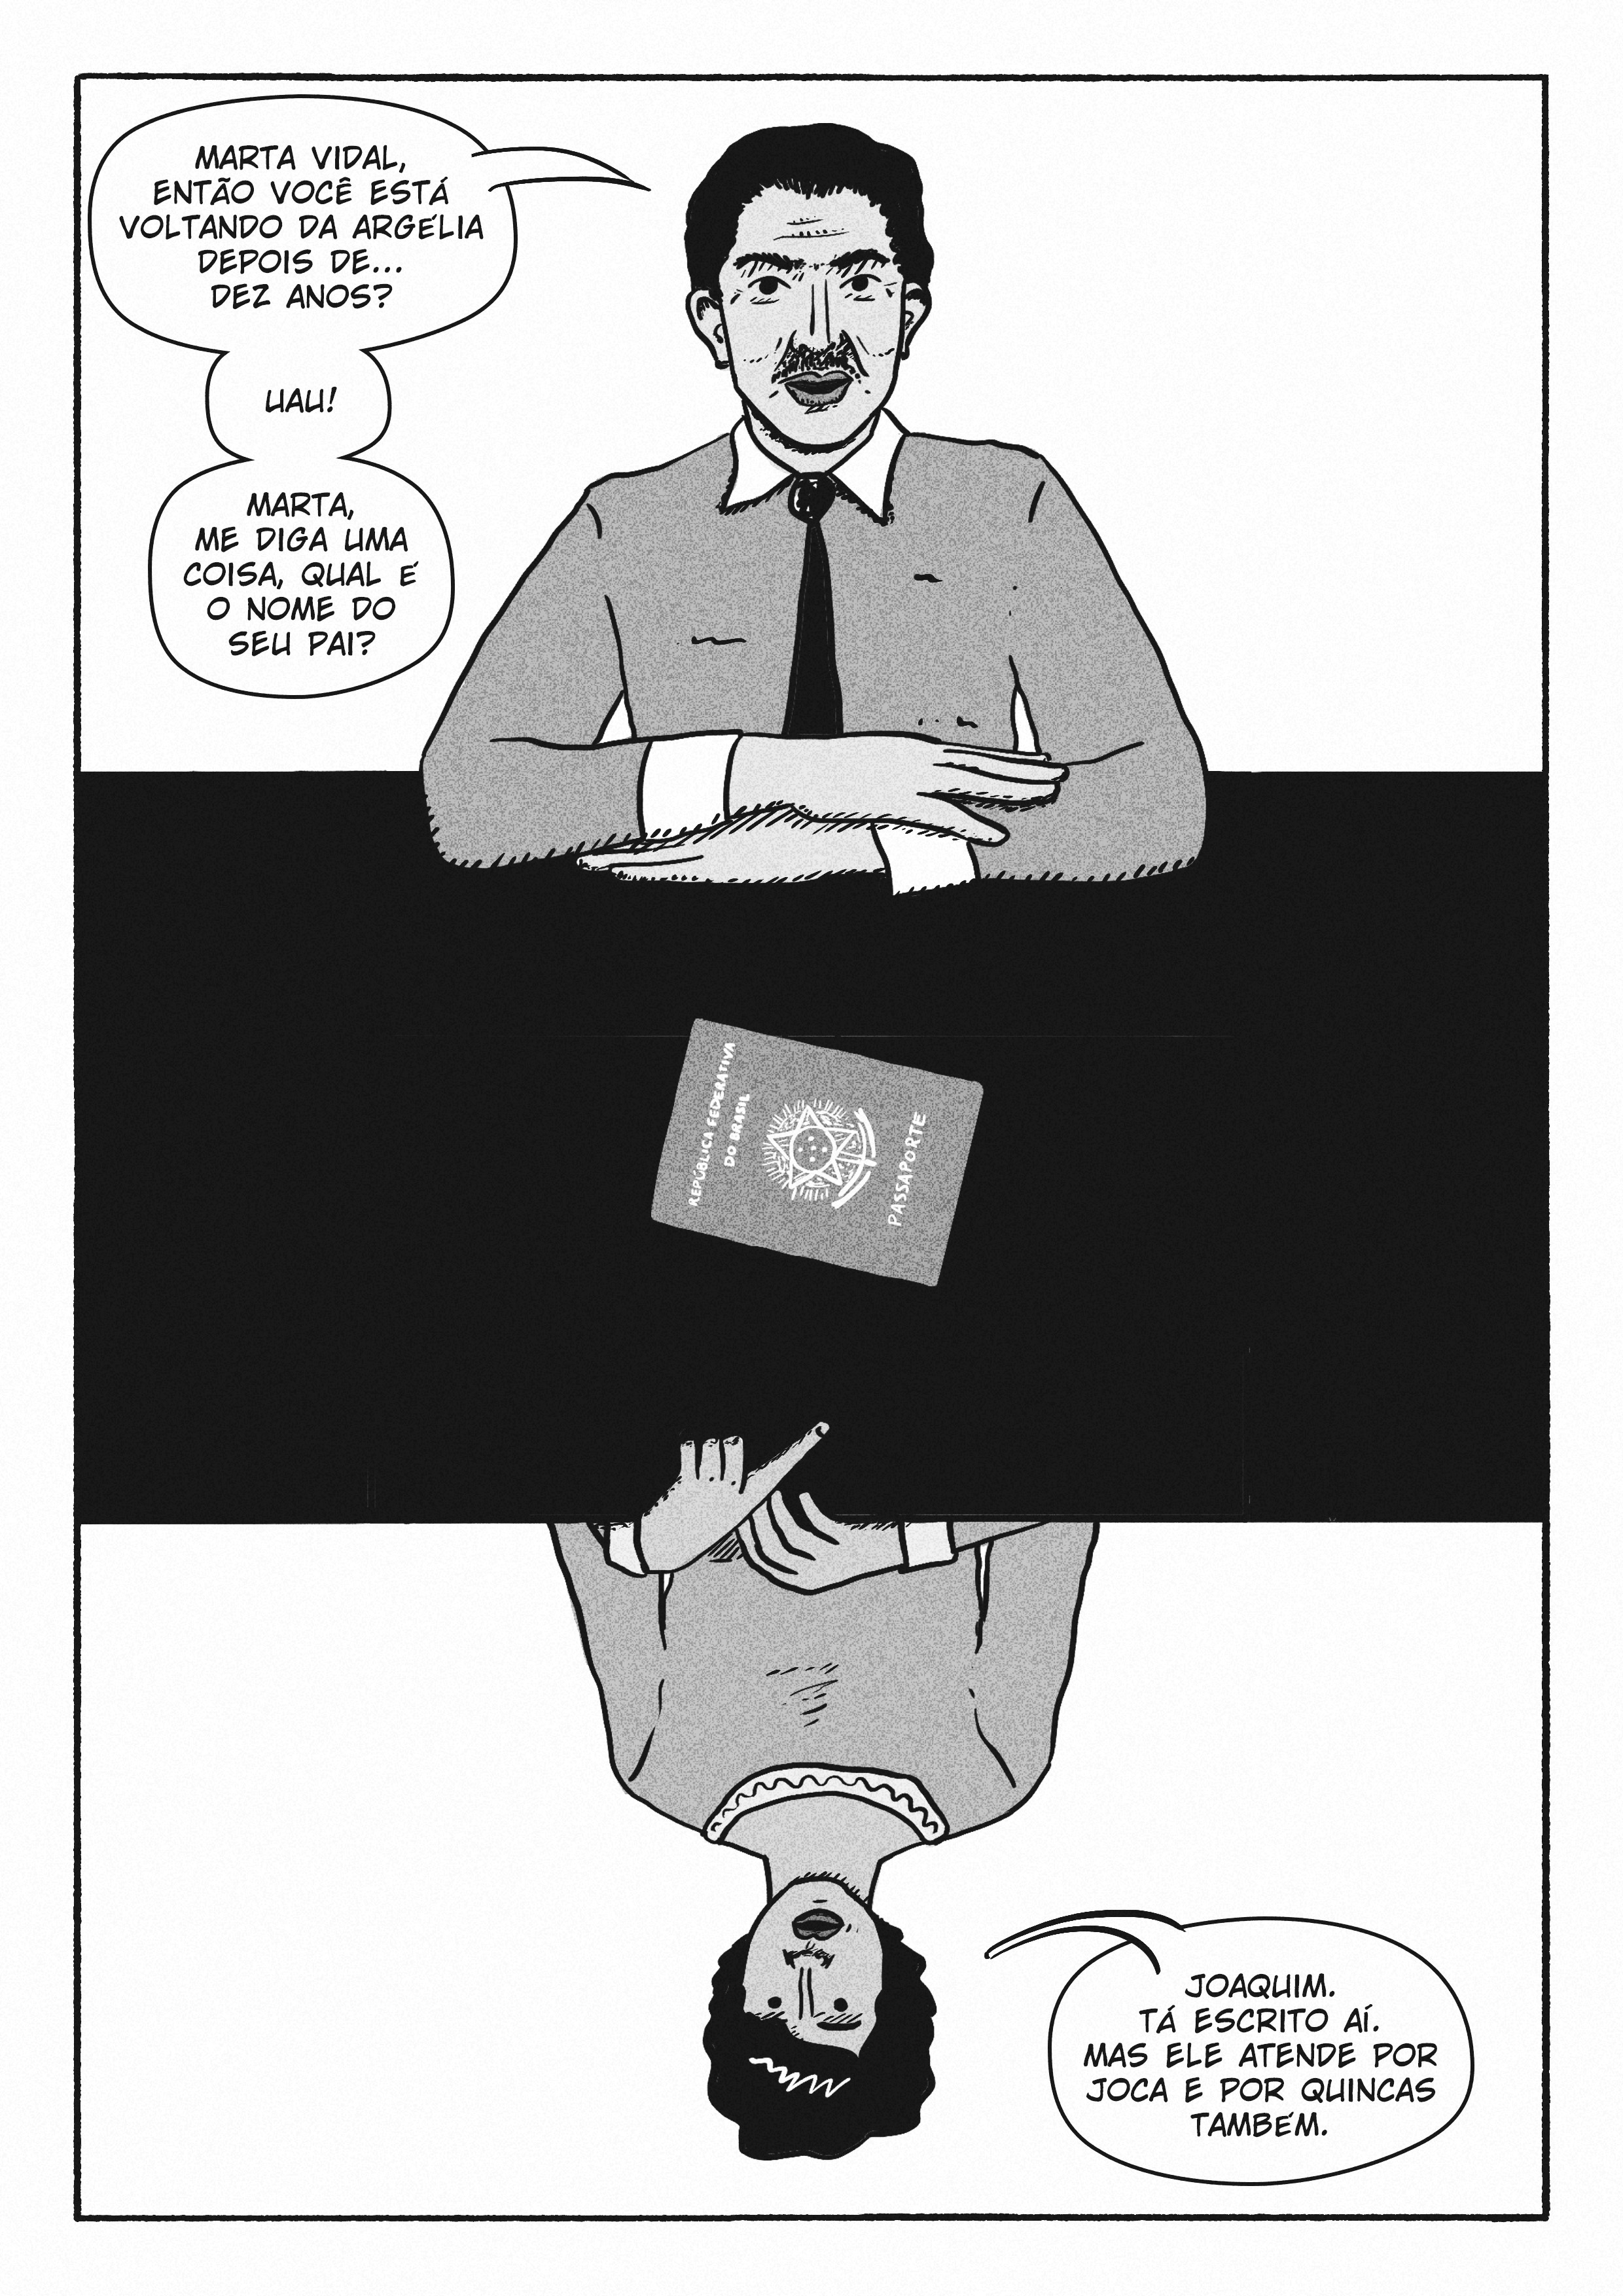 MARTA VIDAL,
ENTÃO VOCÊ ESTÁ
VOLTANDO DA ARGÉLIA
DEPOIS DE...
DEZ ANOS?
UAU!
MARTA,
ME DIGA UMA
COISA, QUAL É
O NOME DO
SEU PAI?
REPÚBLICA FEDERATIVA
DO BRASIL
PASSAPORTE
JOAQUIM.
TÁ ESCRITO AÍ.
MAS ELE ATENDE POR
JOCA E POR QUINCAS
TAMBÉM.